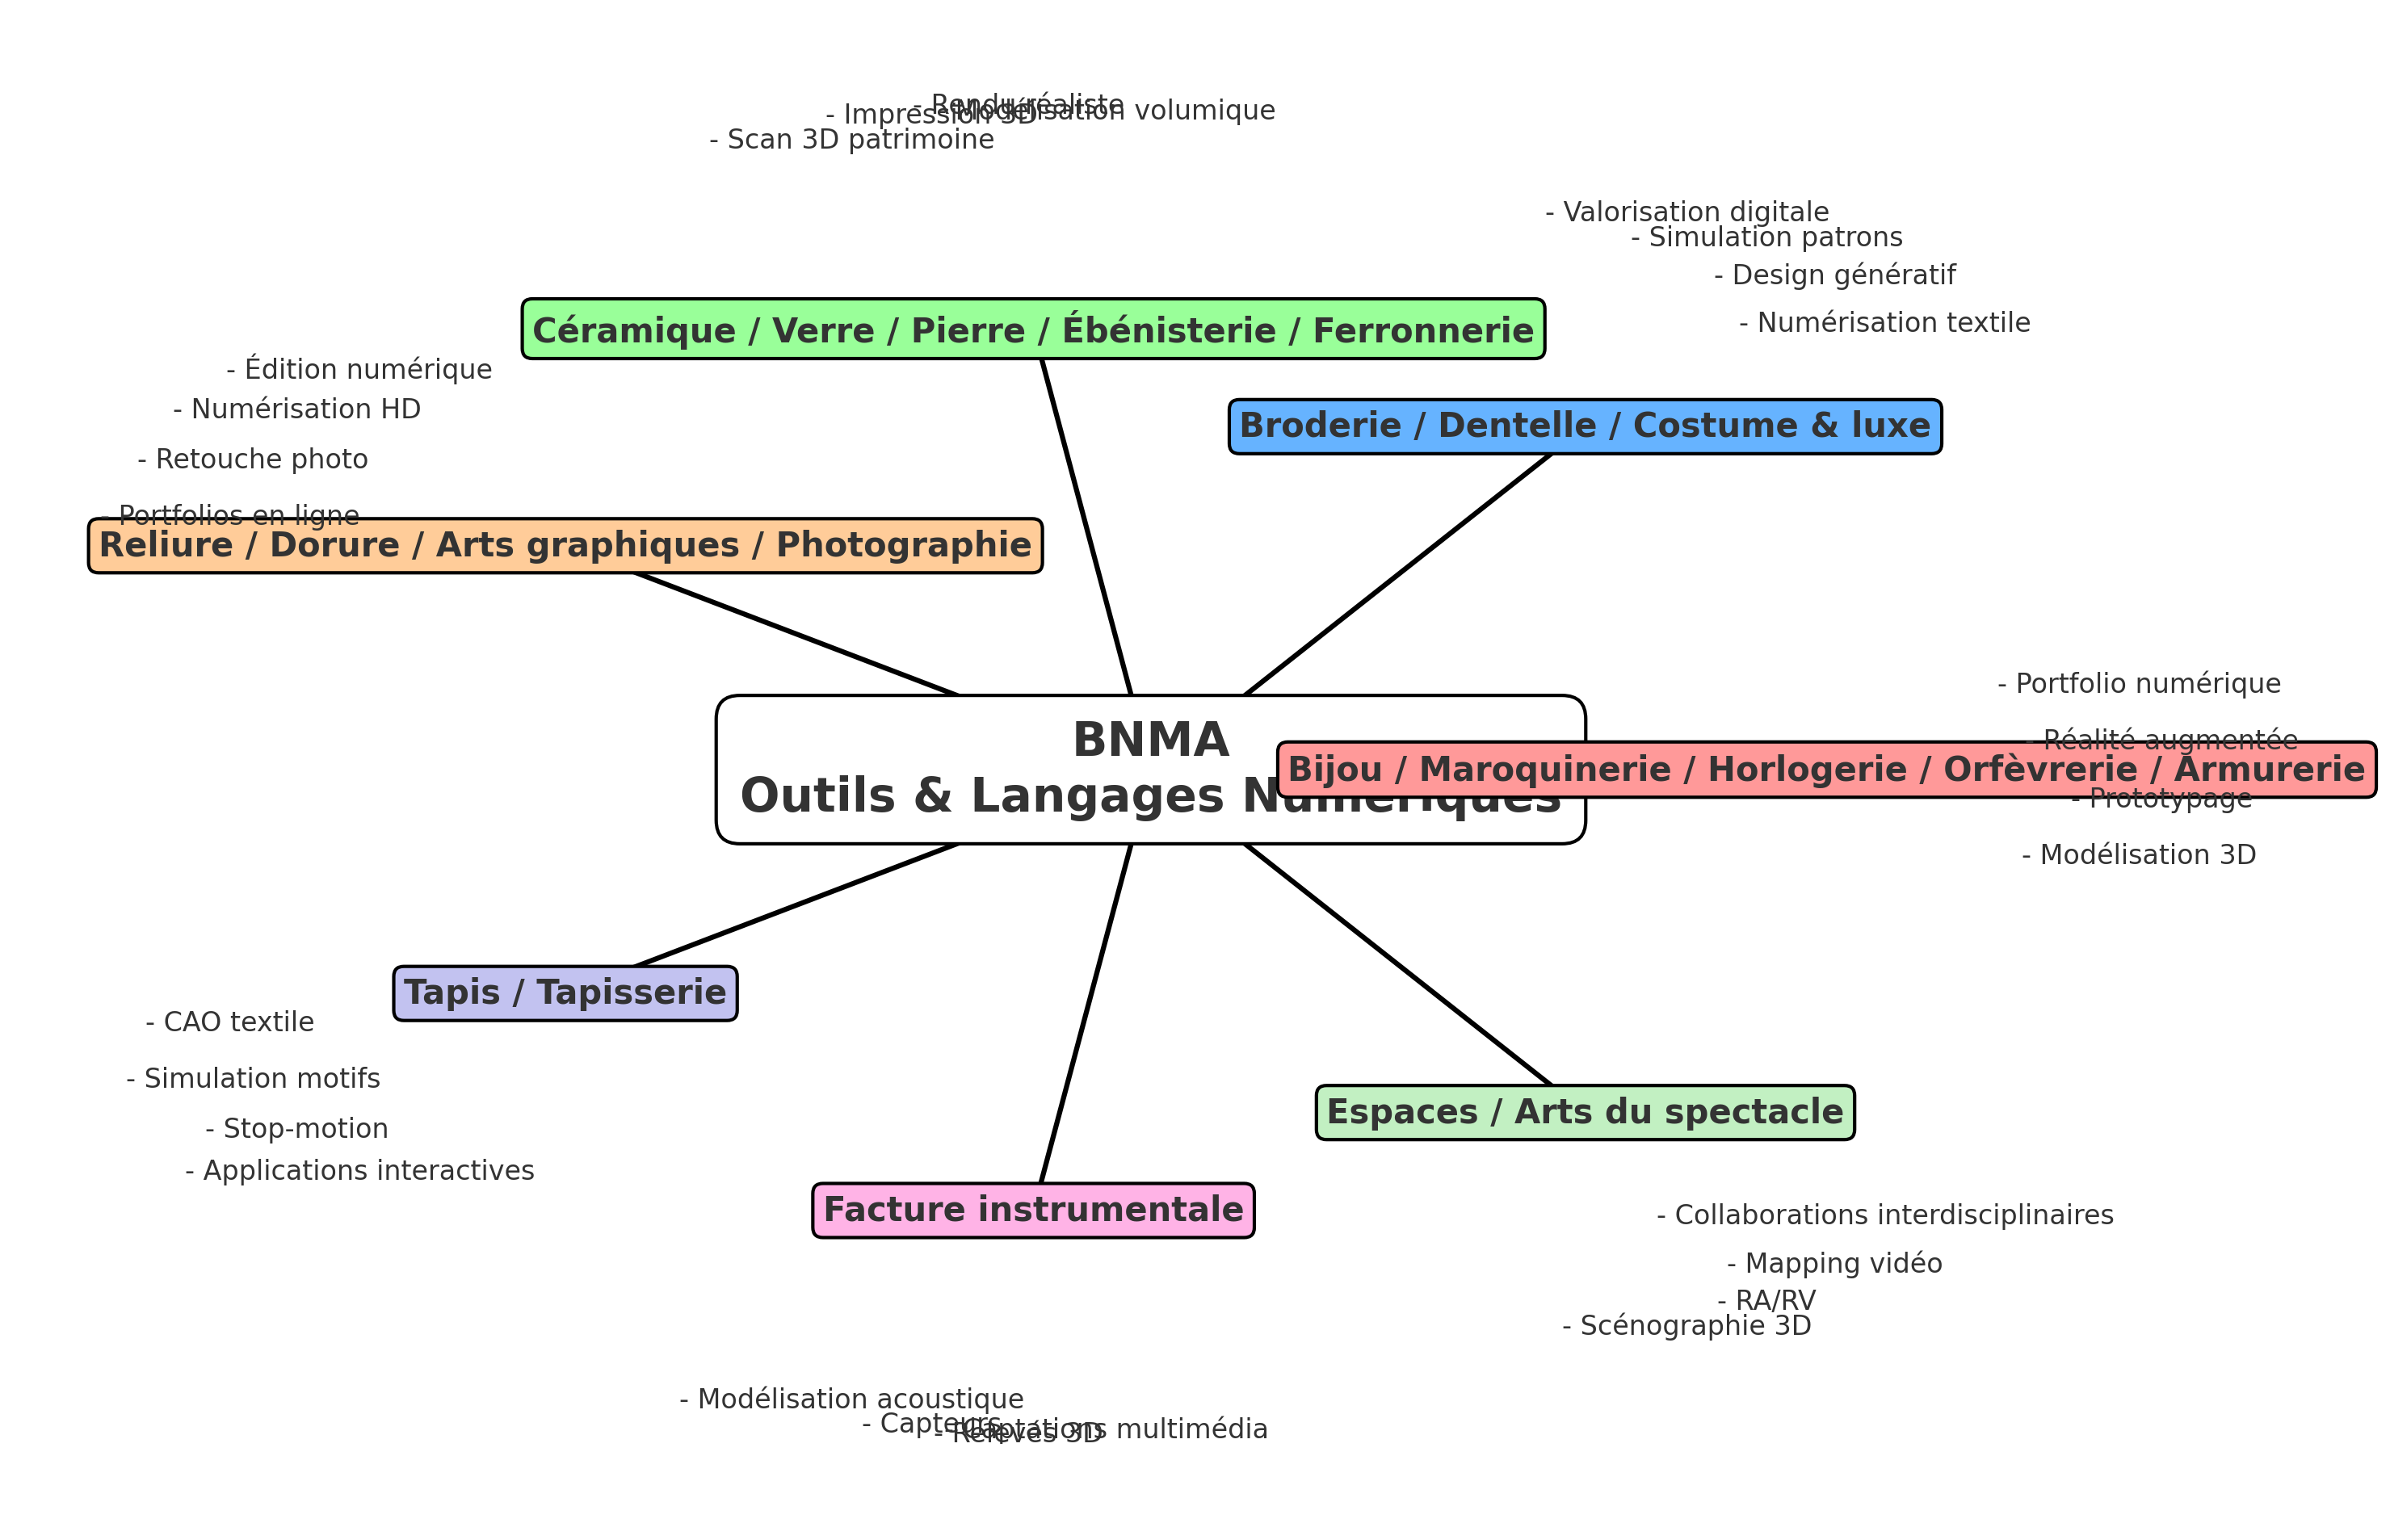 - Rendu réaliste
- Modélisation volumique
- Impression 3D
- Scan 3D patrimoine
- Valorisation digitale
- Simulation patrons
- Design génératif
- Numérisation textile
Céramique / Verre / Pierre / Ébénisterie / Ferronnerie
- Édition numérique
- Numérisation HD
- Retouche photo
- Portfolios en ligne
Broderie / Dentelle / Costume & luxe
Reliure / Dorure / Arts graphiques / Photographie
BNMA
Outils & Langages Numériques
- Portfolio numérique
- Réalité augmentée
Bijou / Maroquinerie / Horlogerie / Orfèvrerie / Armurerie
- Prototypage
- Modélisation 3D
Tapis / Tapisserie
- CAO textile
- Simulation motifs
- Stop-motion
- Applications interactives
Espaces / Arts du spectacle
Facture instrumentale
- Collaborations interdisciplinaires
- Mapping vidéo
- RA/RV
- Scénographie 3D
- Modélisation acoustique
- Capteurs
- Captations multimédia
- Relevés 3D